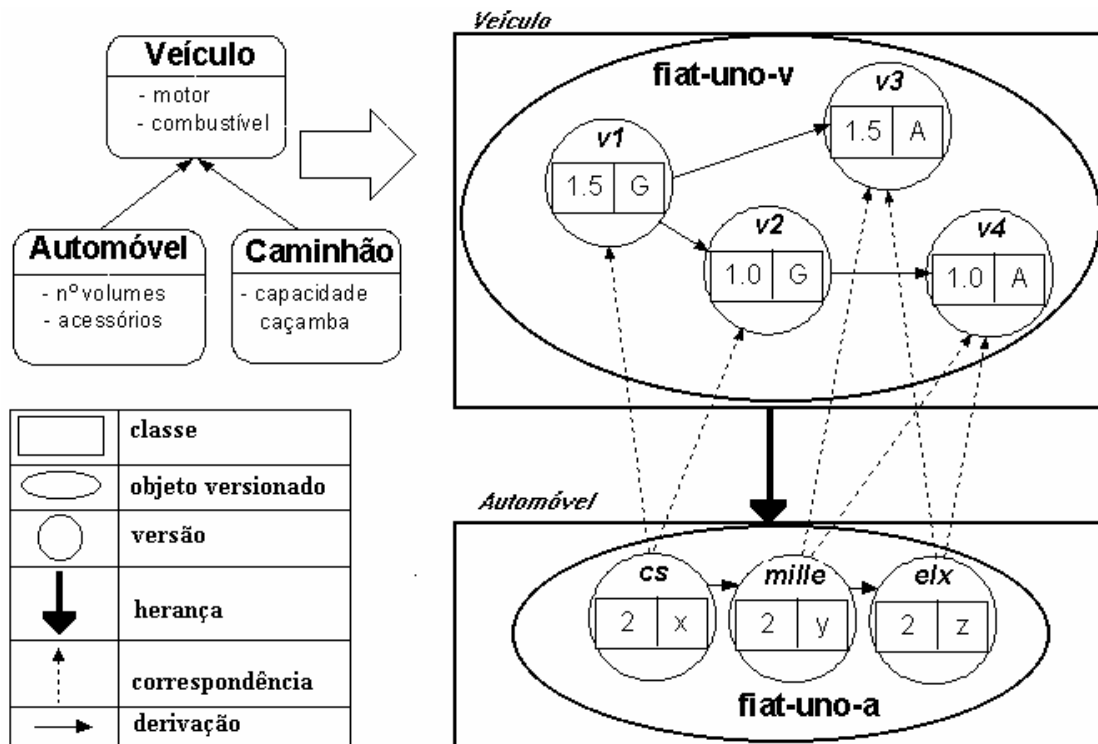 Veículo
- motor
- combustível
Automóvel
- nº volumes
- acessórios
Caminhão
- capacidade
caçamba
classe
objeto versionado
versão
herança
correspondência
derivação
Veículo
fiat-uno-v
v1
1.5 G
v3
1.5 A
v2
1.0 G
v4
1.0 A
Automóvel
cs
2 x
mille
2 y
elx
2 z
fiat-uno-a